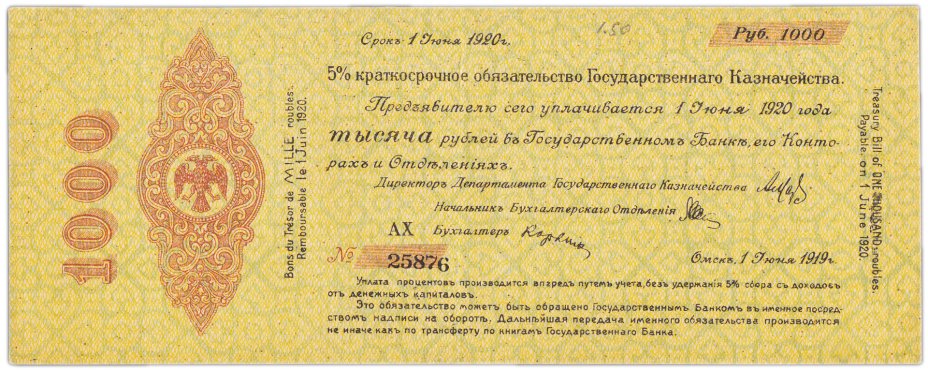 1.50
Срокъ 1 Іюня 1920г.
Руб. 1000
5% краткосрочное обязательство Государственнаго Казначейства.
Предъявителю сего уплачивается 1 Іюня 1920 года
тысяча рублей въ Государственномъ Банкѣ, его Конто-
рахъ и Отдѣленіяхъ.
Директоръ Департамента Государственнаго Казначейства
Начальникъ Бухгалтерскаго Отдѣленія
АХ Бухгалтеръ
№ 25876
Омскъ, 1 Іюня 1919г.
Уплата процентовъ производится впередъ путемъ учета, безъ удержанія 5% сбора съ доходовъ
отъ денежныхъ капиталовъ.
Это обязательство можетъ быть обращено Государственнымъ Банкомъ въ именное посред-
ствомъ надписи на оборотѣ. Дальнѣйшая передача именного обязательства производится
не иначе какъ по трансферту по книгамъ Государственнаго Банка.
1000
Bons du Trésor de MILLE roubles.
Remboursable le 1 Juin 1920.
Treasury Bill of ONE THOUSAND roubles.
Payable on 1 June 1920.